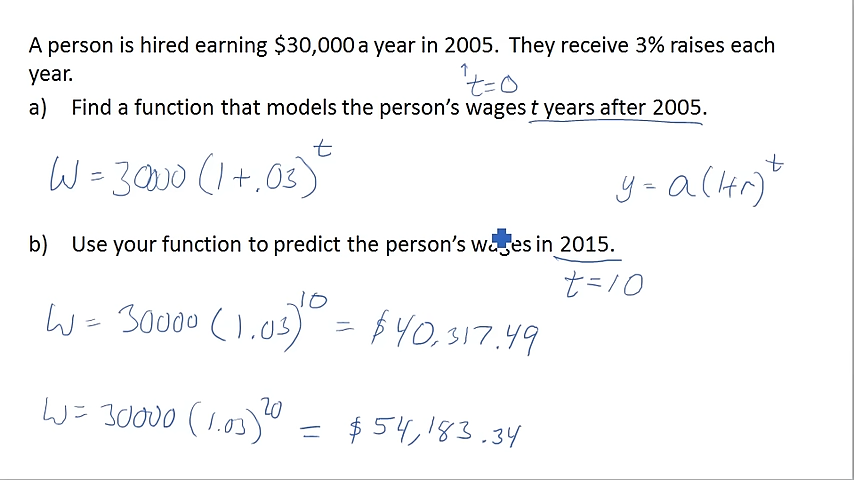 A person is hired earning $30,000 a year in 2005. They receive 3% raises each
year.
↑t=0
a) Find a function that models the person's wages t years after 2005.
W = 30000 (1+.03)^t
y = a(1+r)^t
b) Use your function to predict the person's wages in 2015.
t=10
W = 30000 (1.03)^10 = $40,317.49
W = 30000 (1.03)^20 = $54,183.34